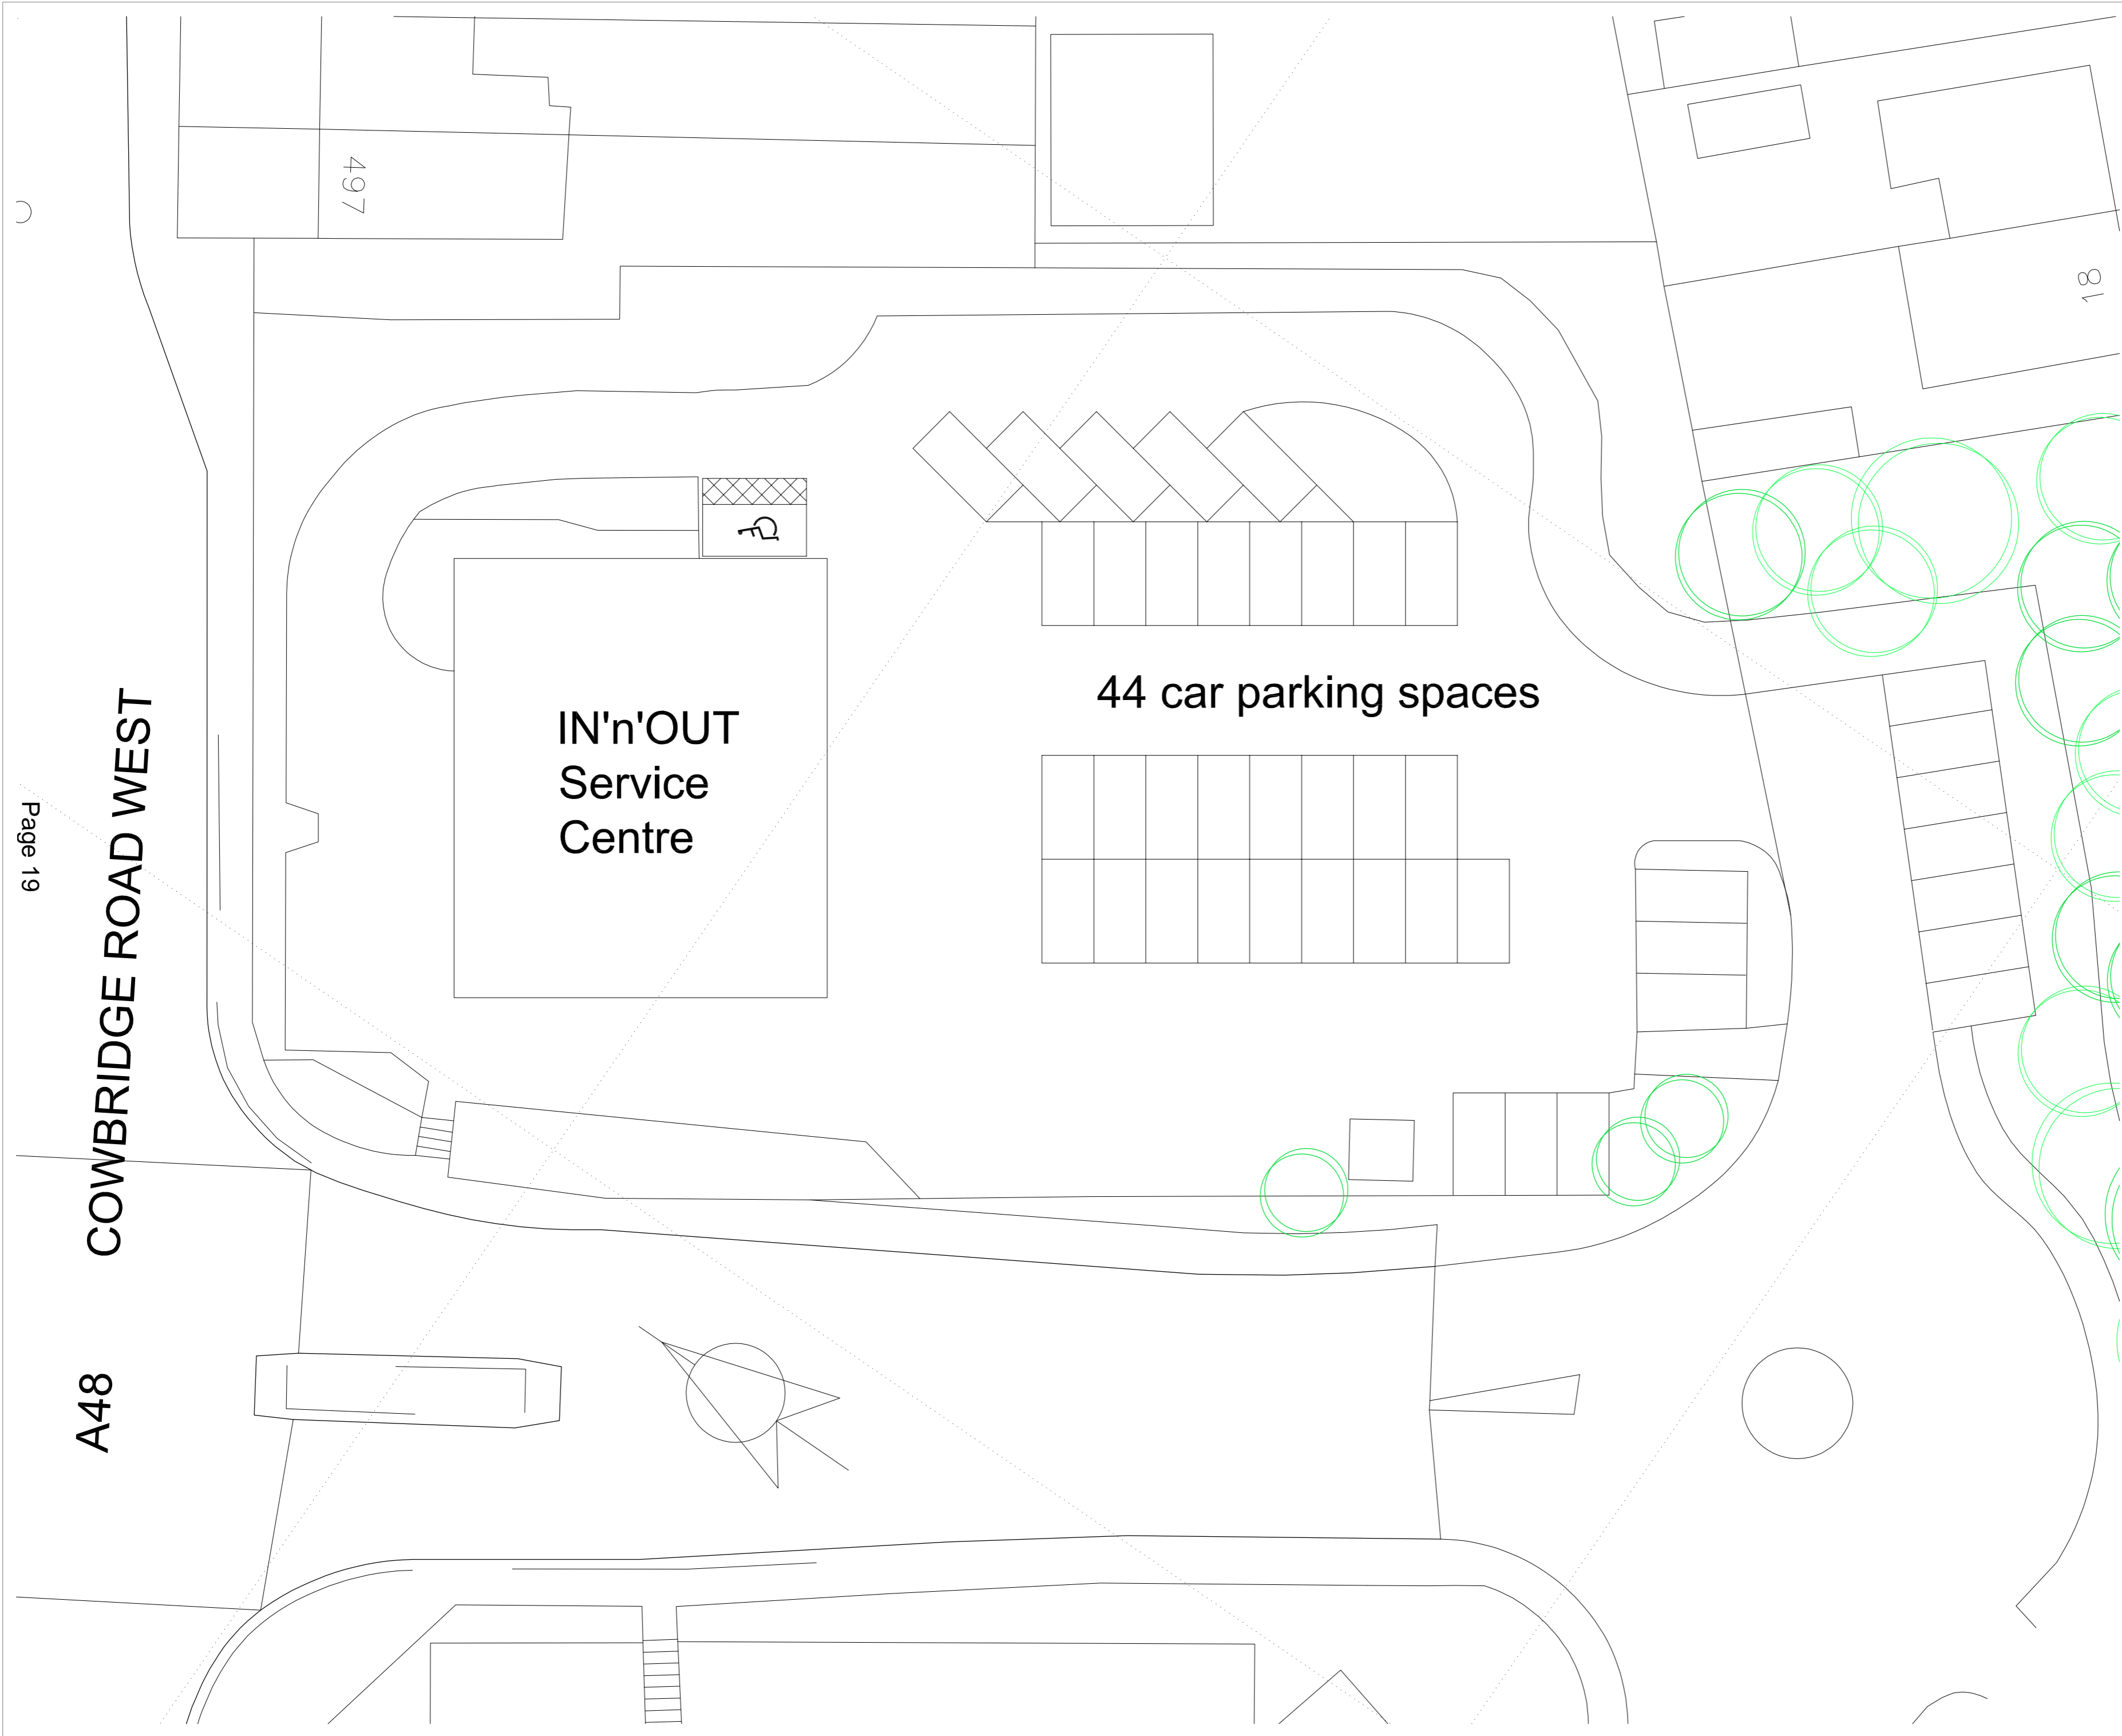 497
18
44 car parking spaces
IN'n'OUT
Service
Centre
A48 COWBRIDGE ROAD WEST
Page 19